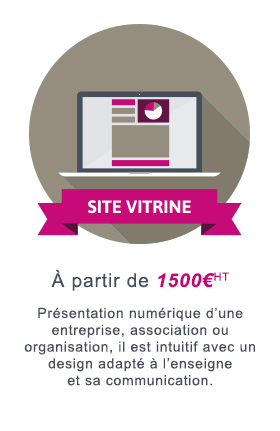 SITE VITRINE
À partir de 1500€HT
Présentation numérique d'une
entreprise, association ou
organisation, il est intuitif avec un
design adapté à l'enseigne
et sa communication.